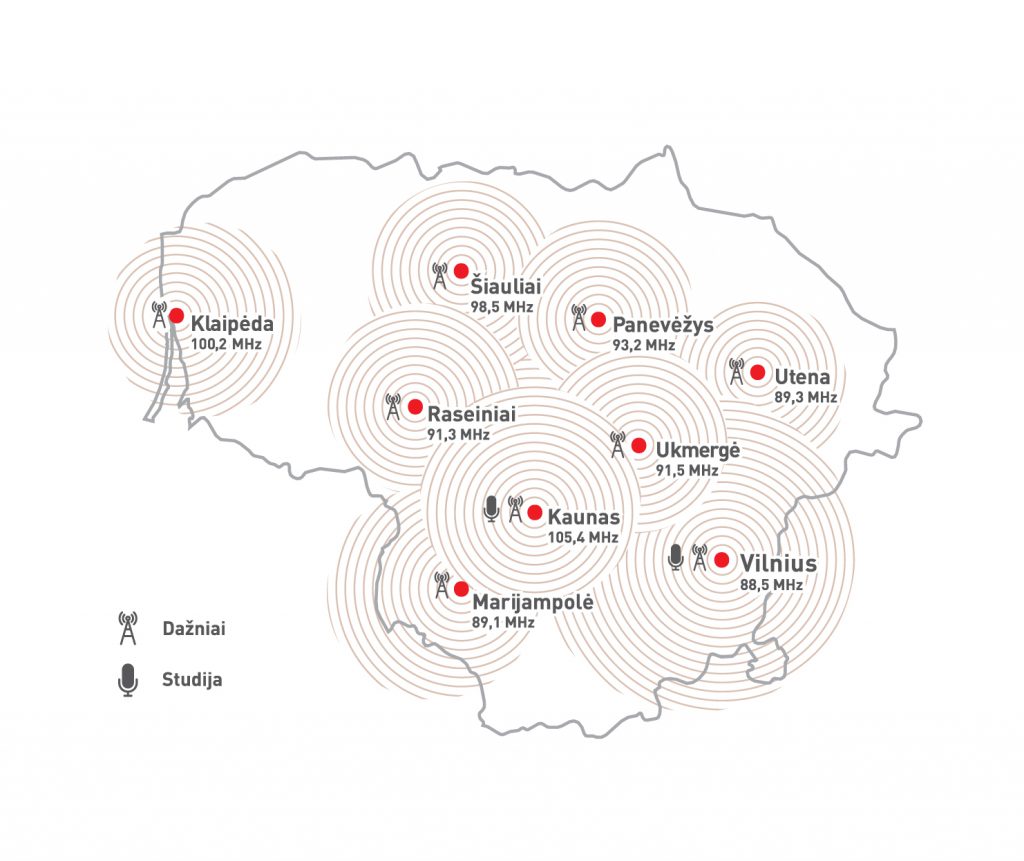 Šiauliai
98,5 MHz
Klaipėda
100,2 MHz
Panevėžys
93,2 MHz
Utena
89,3 MHz
Raseiniai
91,3 MHz
Ukmergė
91,5 MHz
Kaunas
105,4 MHz
Vilnius
88,5 MHz
Marijampolė
89,1 MHz
Dažniai
Studija